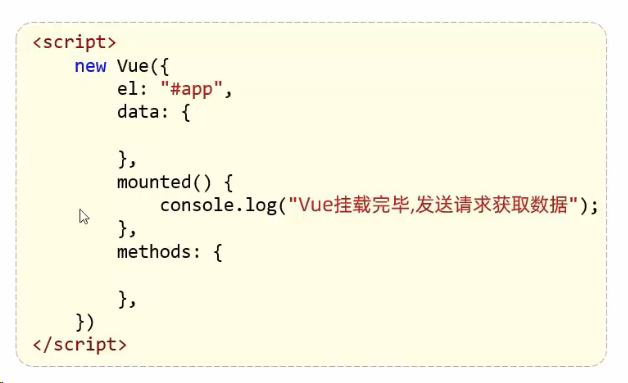 <script>
new Vue({
el: "#app",
data: {
},
mounted() {
console.log("Vue挂载完毕,发送请求获取数据");
},
methods: {
},
})
</script>